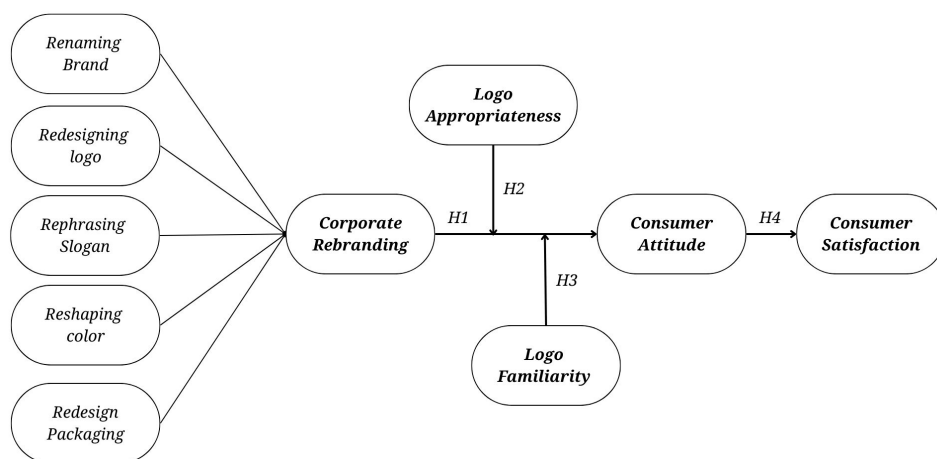 Renaming
Brand
Redesigning
logo
Rephrasing
Slogan
Reshaping
color
Redesign
Packaging
Corporate
Rebranding
H1
Logo
Appropriateness
H2
H3
Logo
Familiarity
Consumer
Attitude
H4
Consumer
Satisfaction